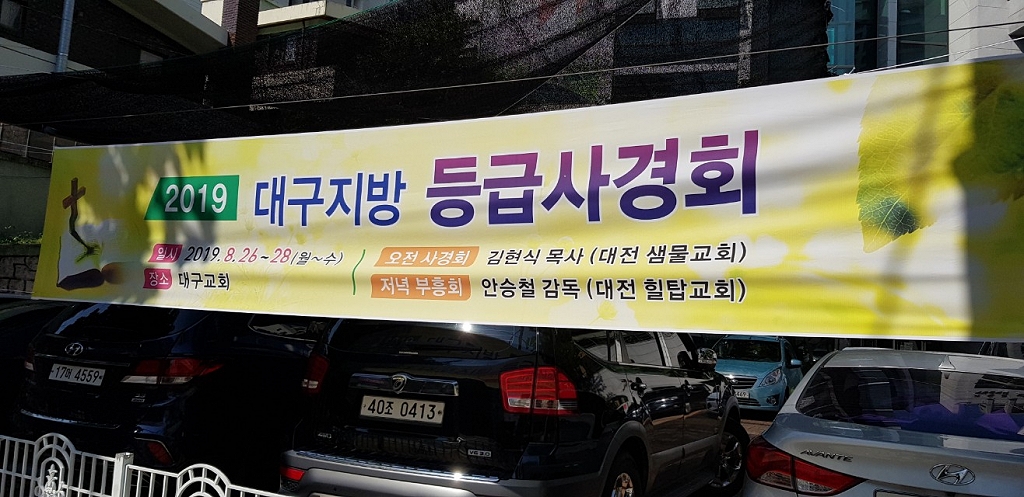 2019 대구지방 등급사경회
일시 2019. 8. 26 ~ 28 (월~수)
장소 대구교회
오전 사경회 김현식 목사 (대전 샘물교회)
저녁 부흥회 안승철 감독 (대전 힐탑교회)
17버 4559
40조 0413
AVANTE